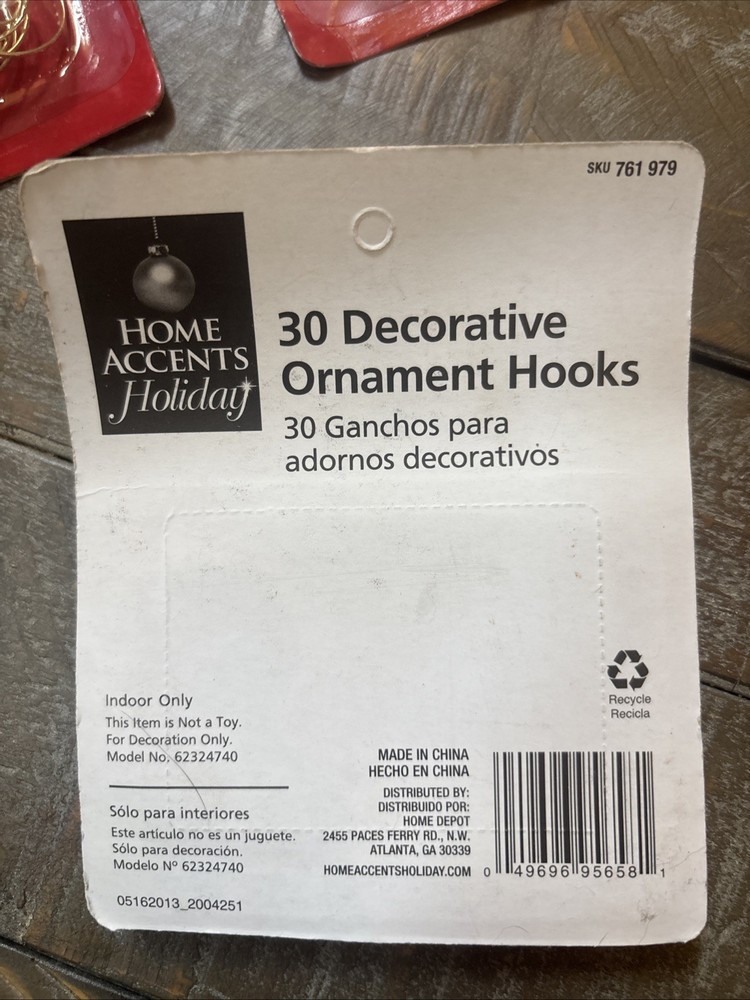 SKU 761 979
HOME
ACCENTS
Holiday
30 Decorative
Ornament Hooks
30 Ganchos para
adornos decorativos
Recycle
Recicla
Indoor Only
This Item is Not a Toy.
For Decoration Only.
Model No. 62324740
Sólo para interiores
Este artículo no es un juguete.
Sólo para decoración.
Modelo Nº 62324740
05162013_2004251
MADE IN CHINA
HECHO EN CHINA
DISTRIBUTED BY:
DISTRIBUIDO POR:
HOME DEPOT
2455 PACES FERRY RD., N.W.
ATLANTA, GA 30339
HOMEACCENTSHOLIDAY.COM
0 49696 95658 1